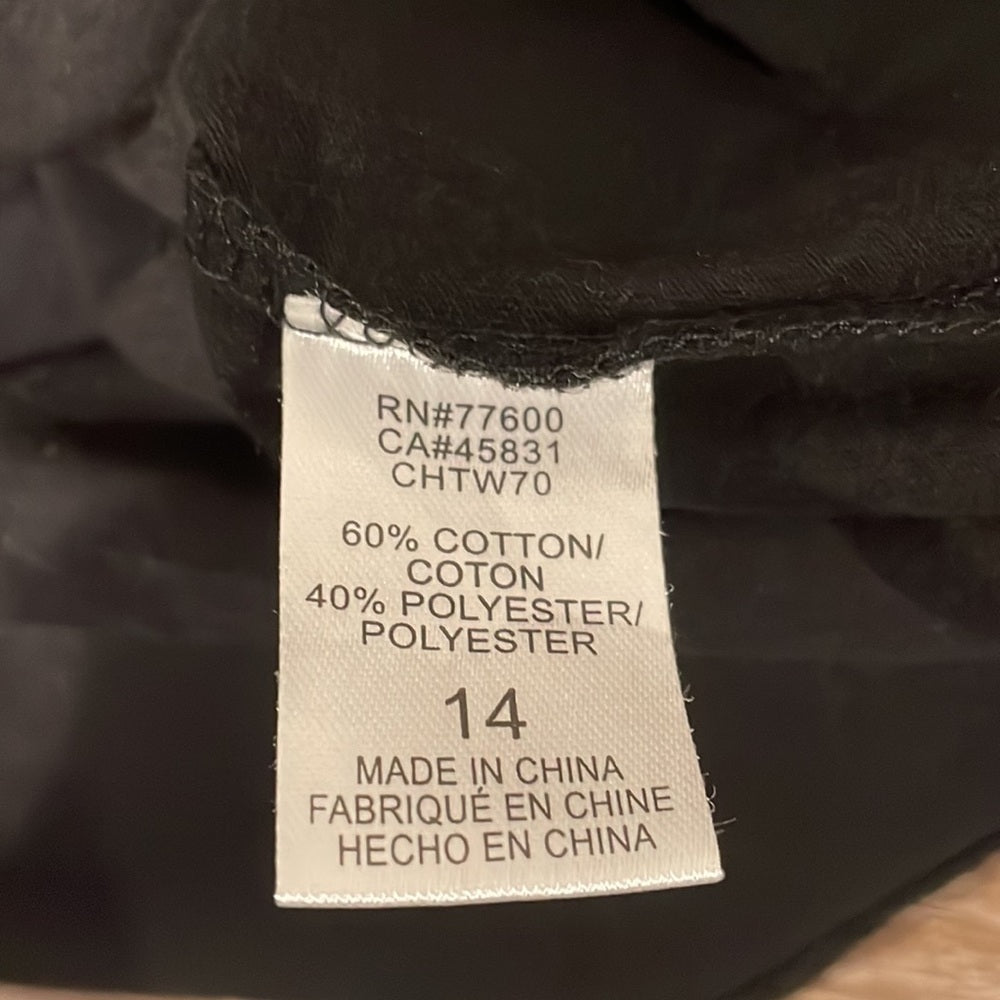 RN#77600
CA#45831
CHTW70
60% COTTON/
COTON
40% POLYESTER/
POLYESTER
14
MADE IN CHINA
FABRIQUÉ EN CHINE
HECHO EN CHINA